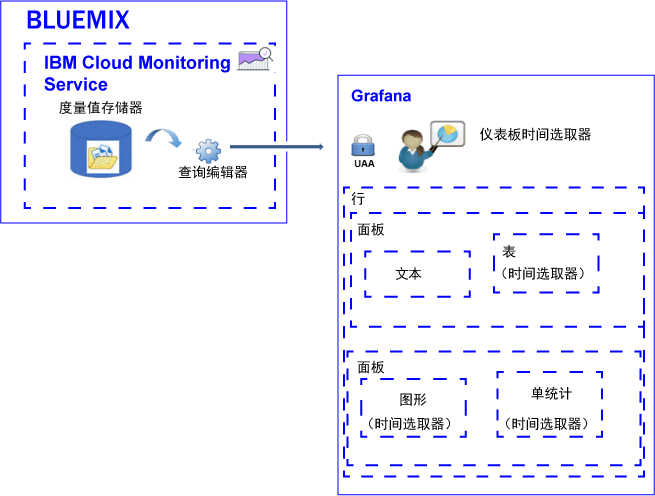 BLUEMIX
IBM Cloud Monitoring
Service
度量值存储器
查询编辑器
Grafana
UAA
仪表板时间选取器
行
面板
文本
表
（时间选取器）
面板
图形
（时间选取器）
单统计
（时间选取器）